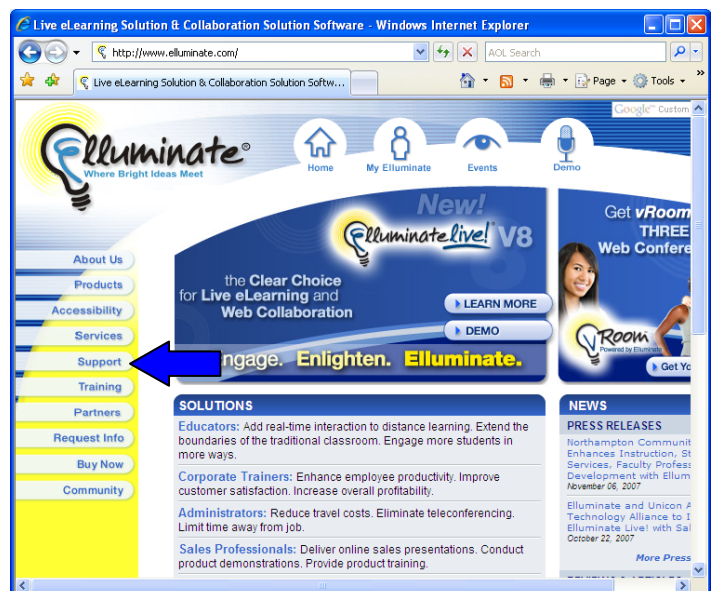 Live eLearning Solution & Collaboration Solution Software - Windows Internet Explorer
http://www.elluminate.com/
AOL Search
Live eLearning Solution & Collaboration Solution Softw...
Page
Tools
Google™ Custom
Elluminate®
Where Bright Ideas Meet
Home
My Elluminate
Events
Demo
New!
Elluminate Live!® V8
the Clear Choice
for Live eLearning and
Web Collaboration
LEARN MORE
DEMO
Engage. Enlighten. Elluminate.
Get vRoom
THREE
Web Confere
VRoom
Powered by Elluminate
Get Yo
About Us
Products
Accessibility
Services
Support
Training
Partners
Request Info
Buy Now
Community
SOLUTIONS
Educators: Add real-time interaction to distance learning. Extend the
boundaries of the traditional classroom. Engage more students in
more ways.
Corporate Trainers: Enhance employee productivity. Improve
customer satisfaction. Increase overall profitability.
Administrators: Reduce travel costs. Eliminate teleconferencing.
Limit time away from job.
Sales Professionals: Deliver online sales presentations. Conduct
product demonstrations. Provide product training.
NEWS
PRESS RELEASES
Northampton Communit
Enhances Instruction, St
Services, Faculty Profess
Development with Ellum
November 06, 2007
Elluminate and Unicon A
Technology Alliance to I
Elluminate Live! with Sa
October 22, 2007
More Press